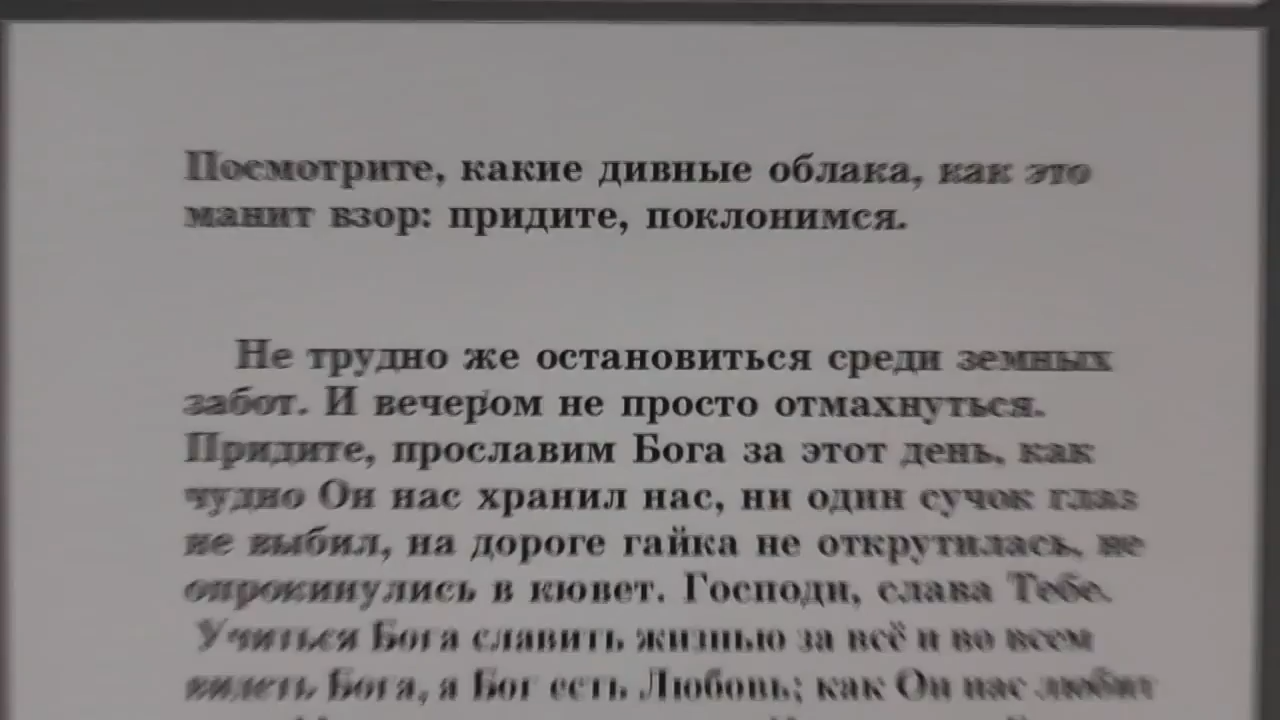 Посмотрите, какие дивные облака, как это
манит взор: придите, поклонимся.
Не трудно же остановиться среди земных
забот. И вечером не просто отмахнуться.
Придите, прославим Бога за этот день, как
чудно Он нас хранил нас, ни один сучок глаз
не выбил, на дороге гайка не открутилась, не
опрокинулись в кювет. Господи, слава Тебе.
Учиться Бога славить жизнью за всё и во всем
видеть Бога, а Бог есть Любовь; как Он нас любит